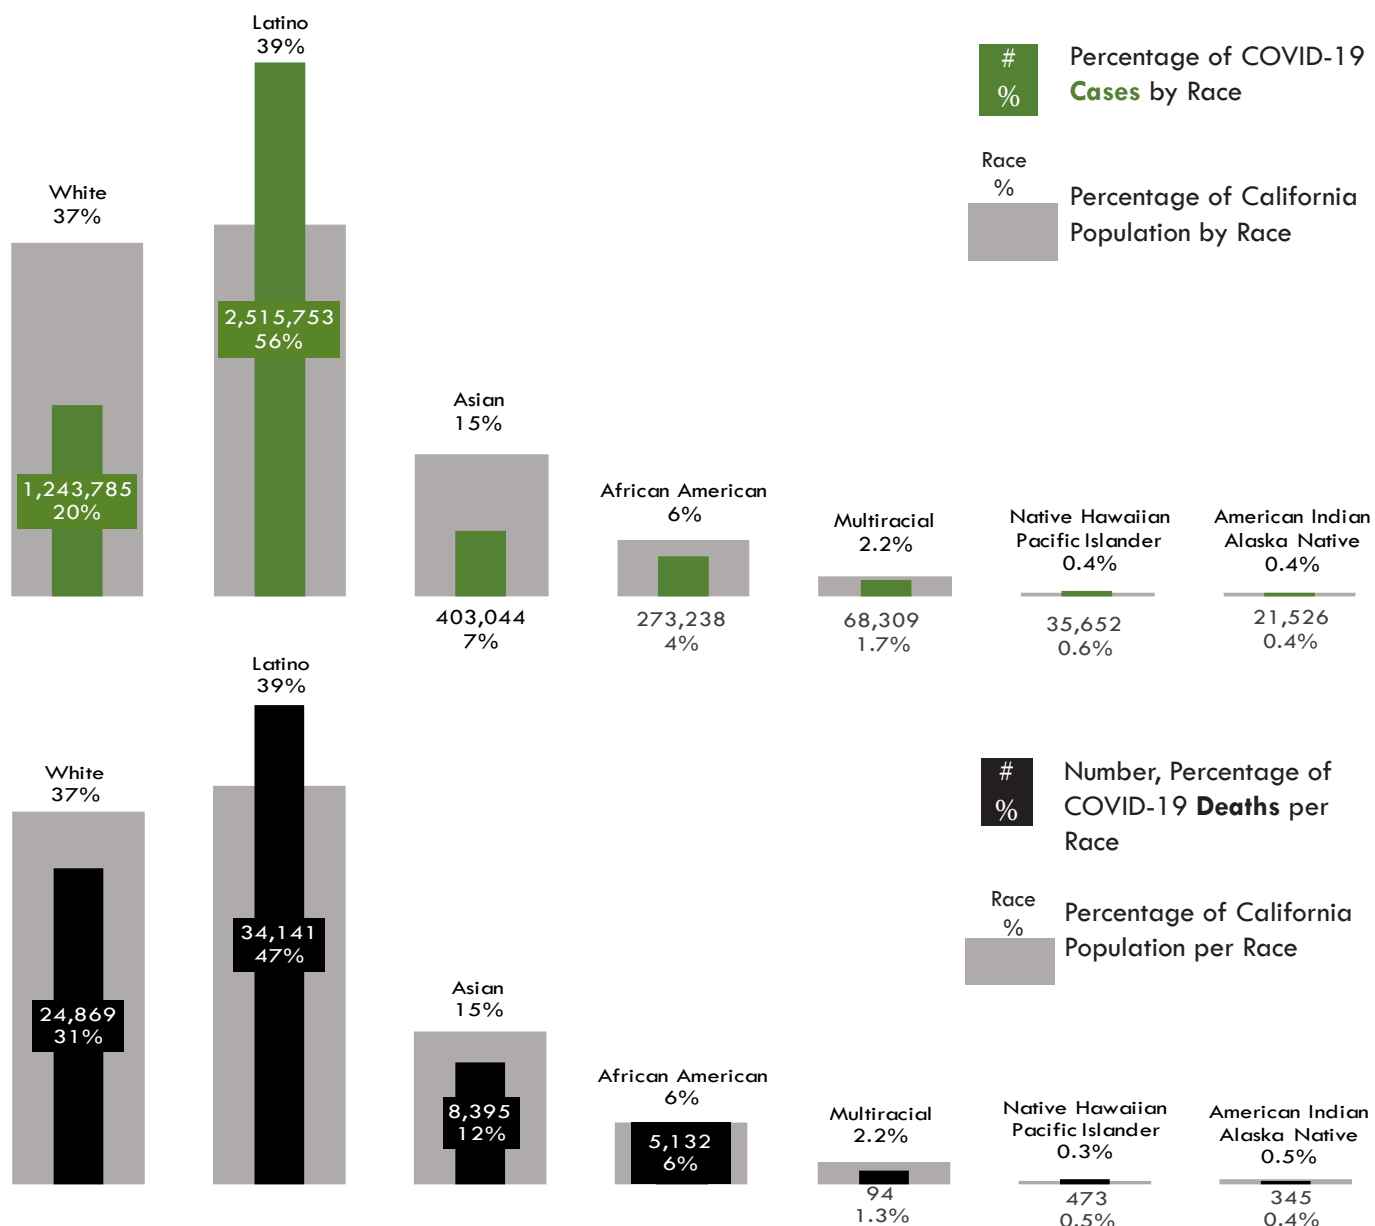 Latino
39%
#
%
Percentage of COVID-19
Cases by Race
White
37%
Race
%
Percentage of California
Population by Race
2,515,753
56%
1,243,785
20%
Asian
15%
African American
6%
Multiracial
2.2%
Native Hawaiian
Pacific Islander
0.4%
American Indian
Alaska Native
0.4%
403,044
7%
273,238
4%
68,309
1.7%
35,652
0.6%
21,526
0.4%
Latino
39%
White
37%
#
%
Number, Percentage of
COVID-19 Deaths per
Race
Race
%
Percentage of California
Population per Race
34,141
47%
24,869
31%
Asian
15%
8,395
12%
African American
6%
5,132
6%
Multiracial
2.2%
94
1.3%
Native Hawaiian
Pacific Islander
0.3%
473
0.5%
American Indian
Alaska Native
0.5%
345
0.4%